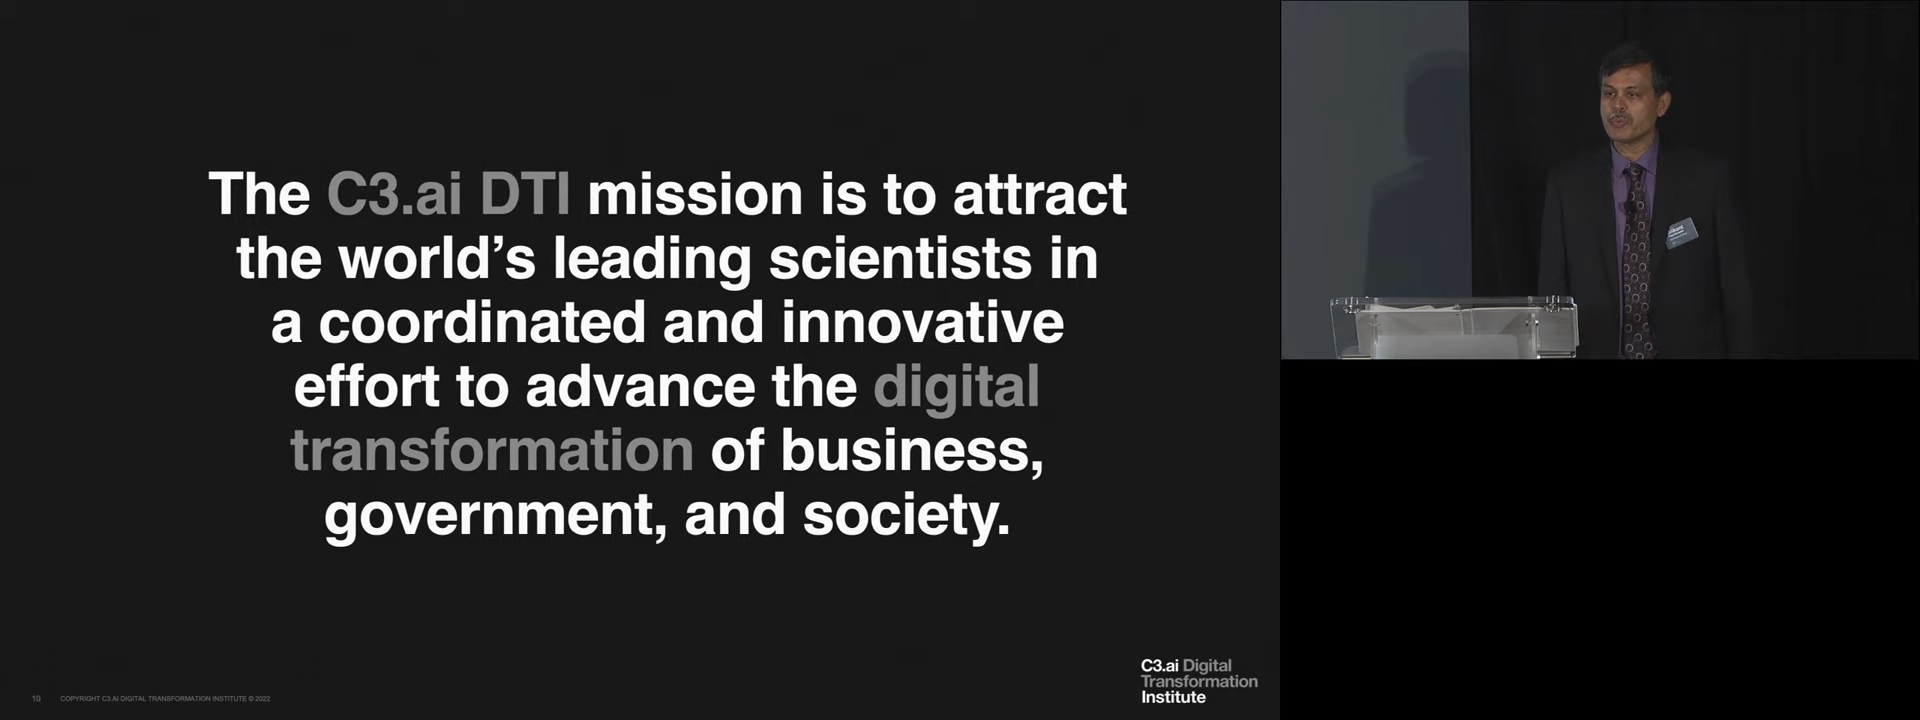 The C3.ai DTI mission is to attract
the world's leading scientists in
a coordinated and innovative
effort to advance the digital
transformation of business,
government, and society.
C3.ai Digital
Transformation
Institute
10 COPYRIGHT C3.AI DIGITAL TRANSFORMATION INSTITUTE © 2022